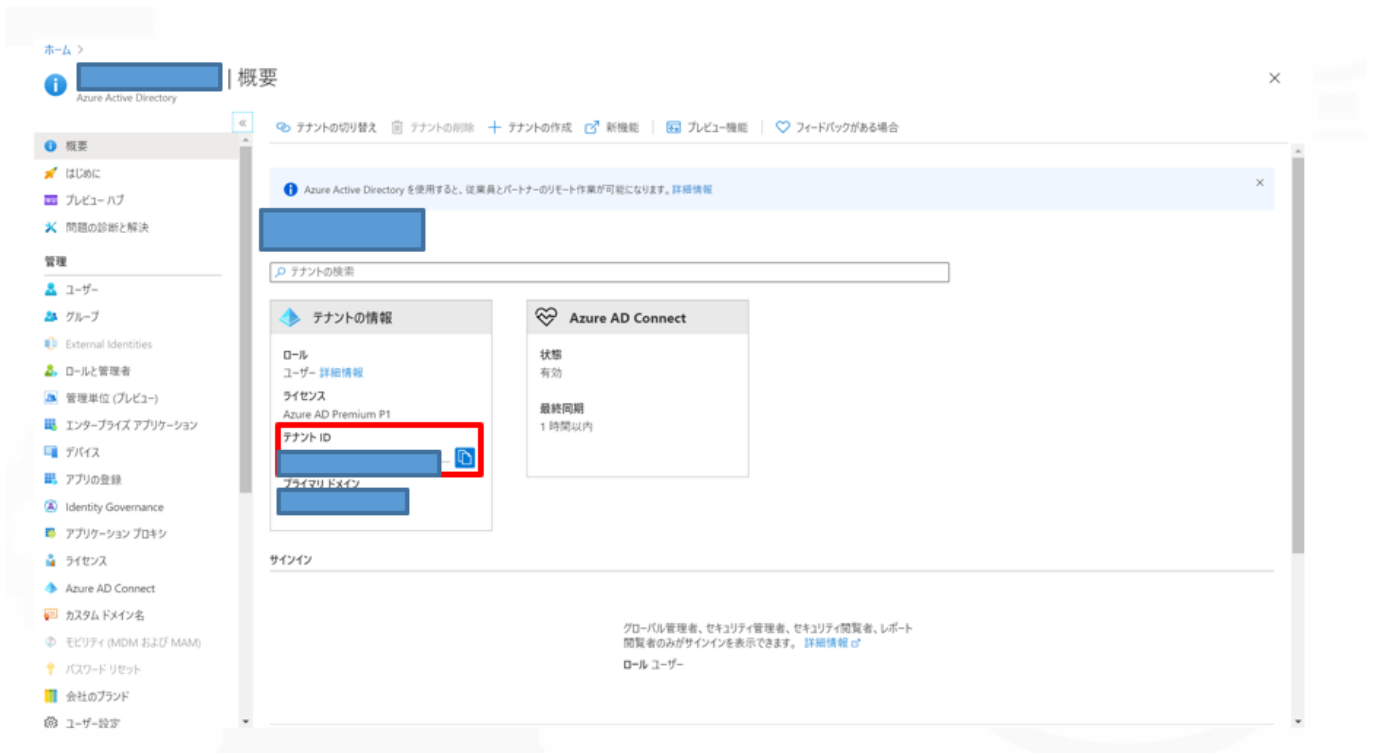 ホーム >
| 概要
Azure Active Directory
«
テナントの切り替え テナントの削除 テナントの作成 新機能 プレビュー機能 フィードバックがある場合
概要
はじめに
プレビュー ハブ
問題の診断と解決
管理
ユーザー
グループ
External Identities
ロールと管理者
管理単位 (プレビュー)
エンタープライズ アプリケーション
デバイス
アプリの登録
Identity Governance
アプリケーション プロキシ
ライセンス
Azure AD Connect
カスタム ドメイン名
モビリティ (MDM および MAM)
パスワード リセット
会社のブランド
ユーザー設定
Azure Active Directory を使用すると、従業員とパートナーのリモート作業が可能になります。詳細情報
テナントの検索
テナントの情報
ロール
ユーザー 詳細情報
ライセンス
Azure AD Premium P1
テナント ID
...
プライマリ ドメイン
Azure AD Connect
状態
有効
最終同期
1 時間以内
サインイン
グローバル管理者、セキュリティ管理者、セキュリティ閲覧者、レポート
閲覧者のみがサインインを表示できます。 詳細情報
ロール ユーザー